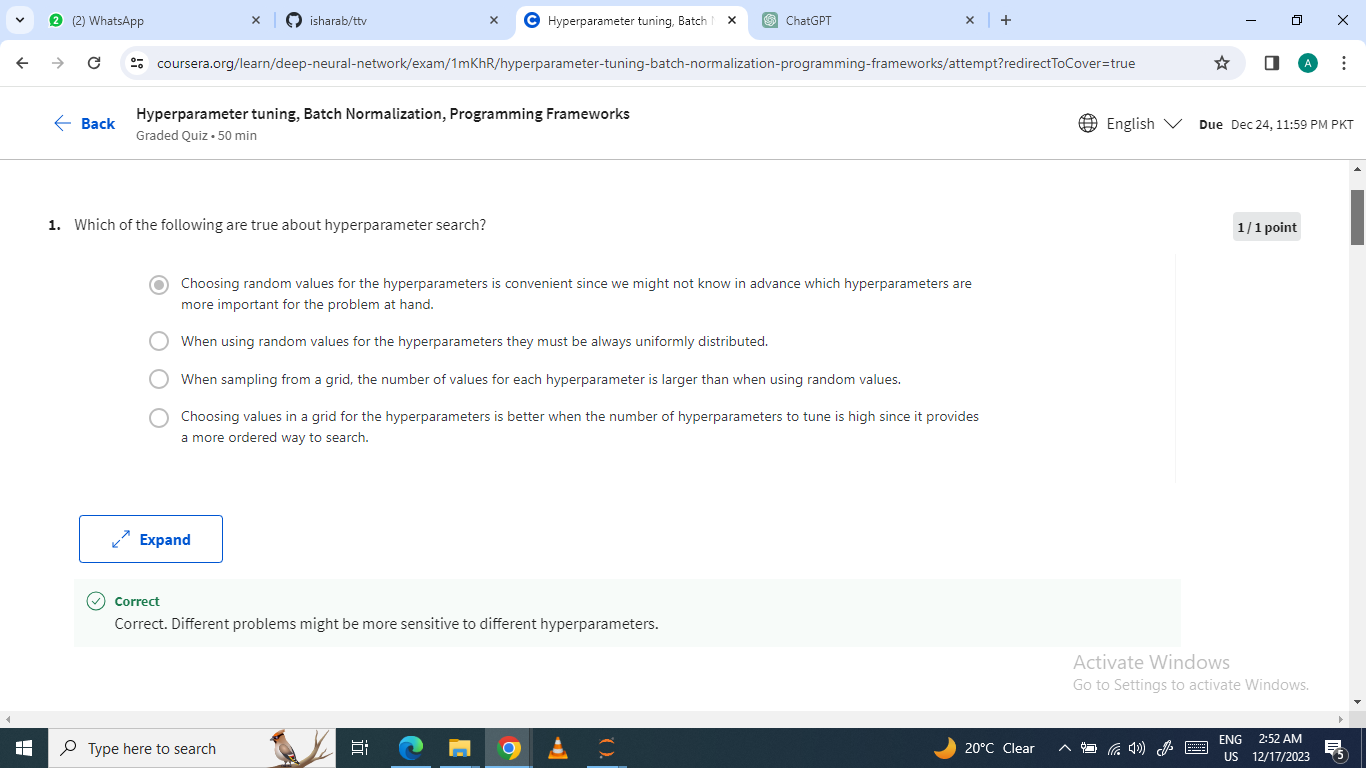 (2) WhatsApp
isharab/ttv
Hyperparameter tuning, Batch
ChatGPT
coursera.org/learn/deep-neural-network/exam/1mKhR/hyperparameter-tuning-batch-normalization-programming-frameworks/attempt?redirectToCover=true
A
Back
Hyperparameter tuning, Batch Normalization, Programming Frameworks
Graded Quiz • 50 min
English
Due Dec 24, 11:59 PM PKT
1. Which of the following are true about hyperparameter search?
1 / 1 point
Choosing random values for the hyperparameters is convenient since we might not know in advance which hyperparameters are
more important for the problem at hand.
When using random values for the hyperparameters they must be always uniformly distributed.
When sampling from a grid, the number of values for each hyperparameter is larger than when using random values.
Choosing values in a grid for the hyperparameters is better when the number of hyperparameters to tune is high since it provides
a more ordered way to search.
Expand
Correct
Correct. Different problems might be more sensitive to different hyperparameters.
Activate Windows
Go to Settings to activate Windows.
Type here to search
20°C Clear
ENG
US
2:52 AM
12/17/2023
5